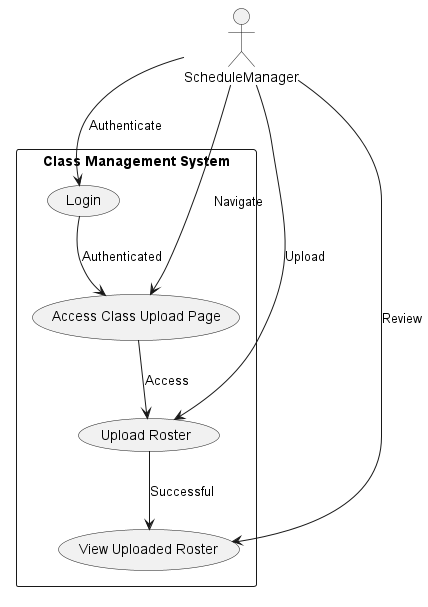 ScheduleManager
Authenticate
Class Management System
Login
Navigate
Authenticated
Upload
Access Class Upload Page
Review
Access
Upload Roster
Successful
View Uploaded Roster